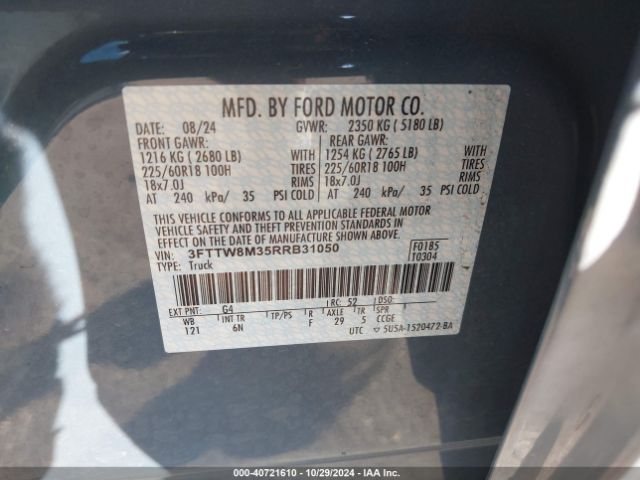 MFD. BY FORD MOTOR CO.
DATE: 08/24 GVWR: 2350 KG ( 5180 LB)
FRONT GAWR: REAR GAWR:
1216 KG ( 2680 LB) WITH 1254 KG ( 2765 LB) WITH
225/60R18 100H TIRES 225/60R18 100H TIRES
18x7.0J RIMS 18x7.0J RIMS
AT 240 kPa/ 35 PSI COLD AT 240 kPa/ 35 PSI COLD
THIS VEHICLE CONFORMS TO ALL APPLICABLE FEDERAL MOTOR
VEHICLE SAFETY AND THEFT PREVENTION STANDARDS IN
EFFECT ON THE DATE OF MANUFACTURE SHOWN ABOVE.
VIN: 3FTTW8M35RRB31050 F0185
TYPE: Truck T0304
EXT PNT: G4 RC: 52 DSO:
WB INT TR TP/PS R AXLE TR SPR
121 6N F 29 5 CCGE
UTC 5U5A-1520472-BA
000-40721610 | 10/29/2024 | IAA Inc.